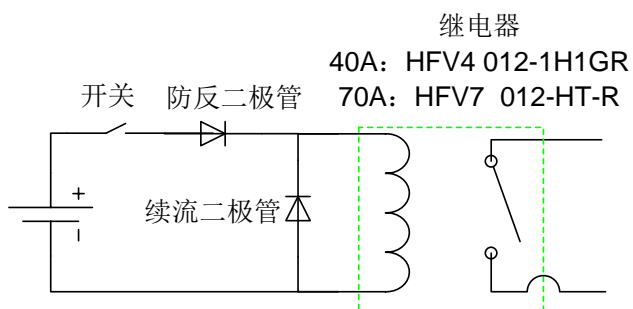 继电器
40A：HFV4 012-1H1GR
70A：HFV7  012-HT-R
开关
防反二极管
+
续流二极管
-